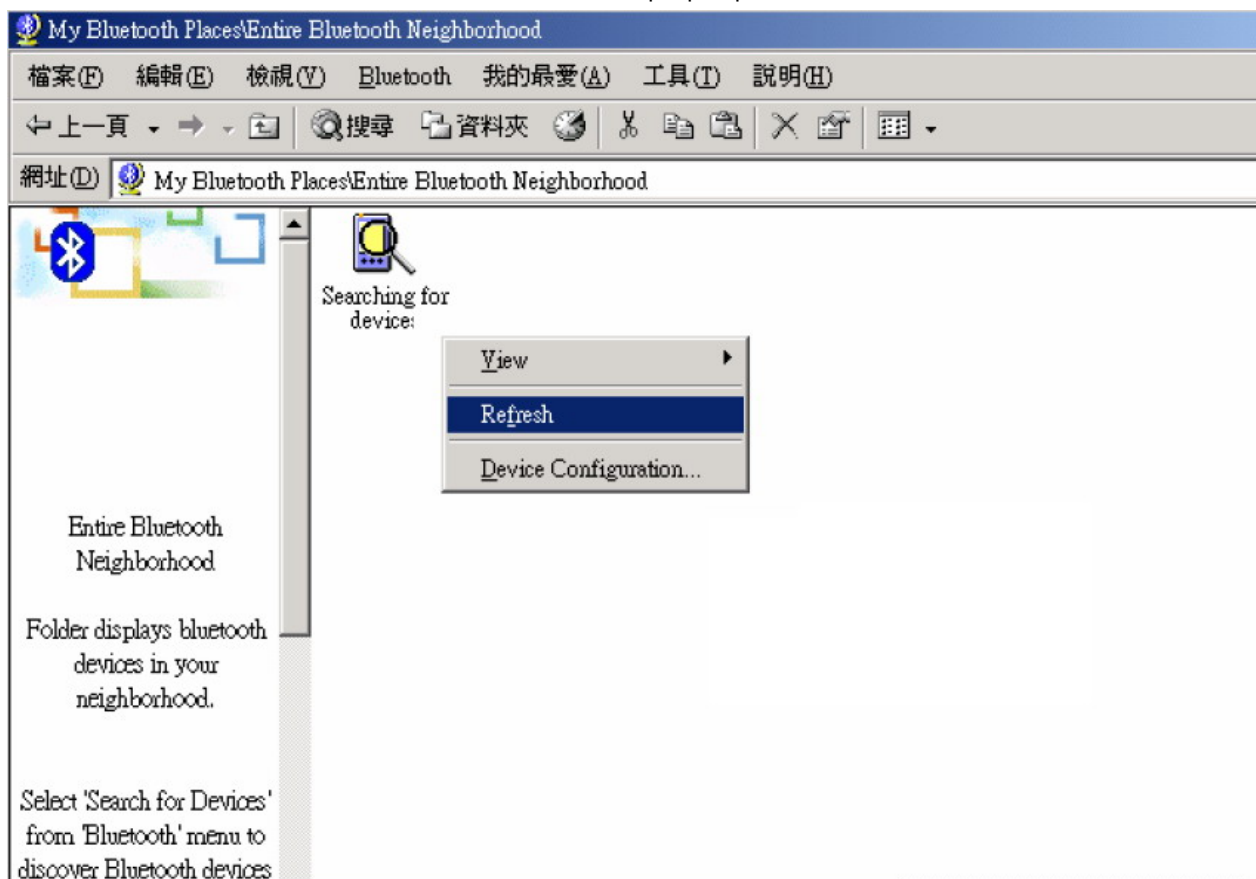 My Bluetooth Places\Entire Bluetooth Neighborhood
檔案(F) 編輯(E) 檢視(V) Bluetooth 我的最愛(A) 工具(T) 說明(H)
上一頁 搜尋 資料夾
網址(D) My Bluetooth Places\Entire Bluetooth Neighborhood
Searching for
devices
View
Refresh
Device Configuration...
Entire Bluetooth
Neighborhood
Folder displays bluetooth
devices in your
neighborhood.
Select 'Search for Devices'
from 'Bluetooth' menu to
discover Bluetooth devices